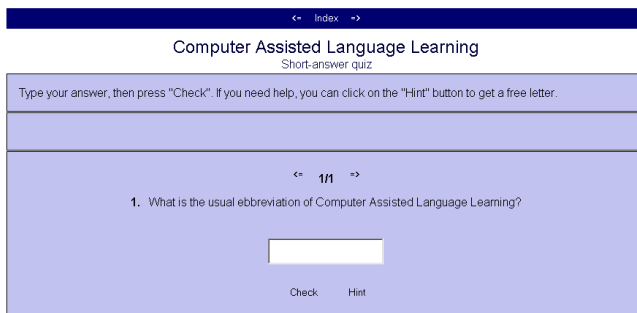 <= Index =>
Computer Assisted Language Learning
Short-answer quiz
Type your answer, then press "Check". If you need help, you can click on the "Hint" button to get a free letter.
<= 1/1 =>
1. What is the usual ebbreviation of Computer Assisted Language Learning?
Check Hint